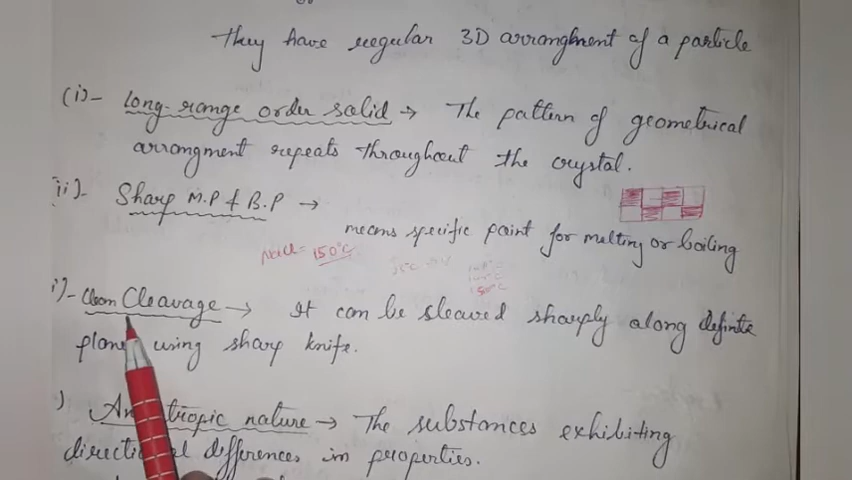 They have regular 3D arrangment of a particle
(i)- Long-range order solid → The pattern of geometrical
arrangment repeats throughout the crystal.
ii)- Sharp M.P & B.P →
means specific point for melting or boiling
NaCl = 150°C
150°C
i)- Clean Cleavage → It can be sleaved sharply along definite
plane using sharp knife.
) tropic nature → The substances exhibiting
directi al differences in properties.